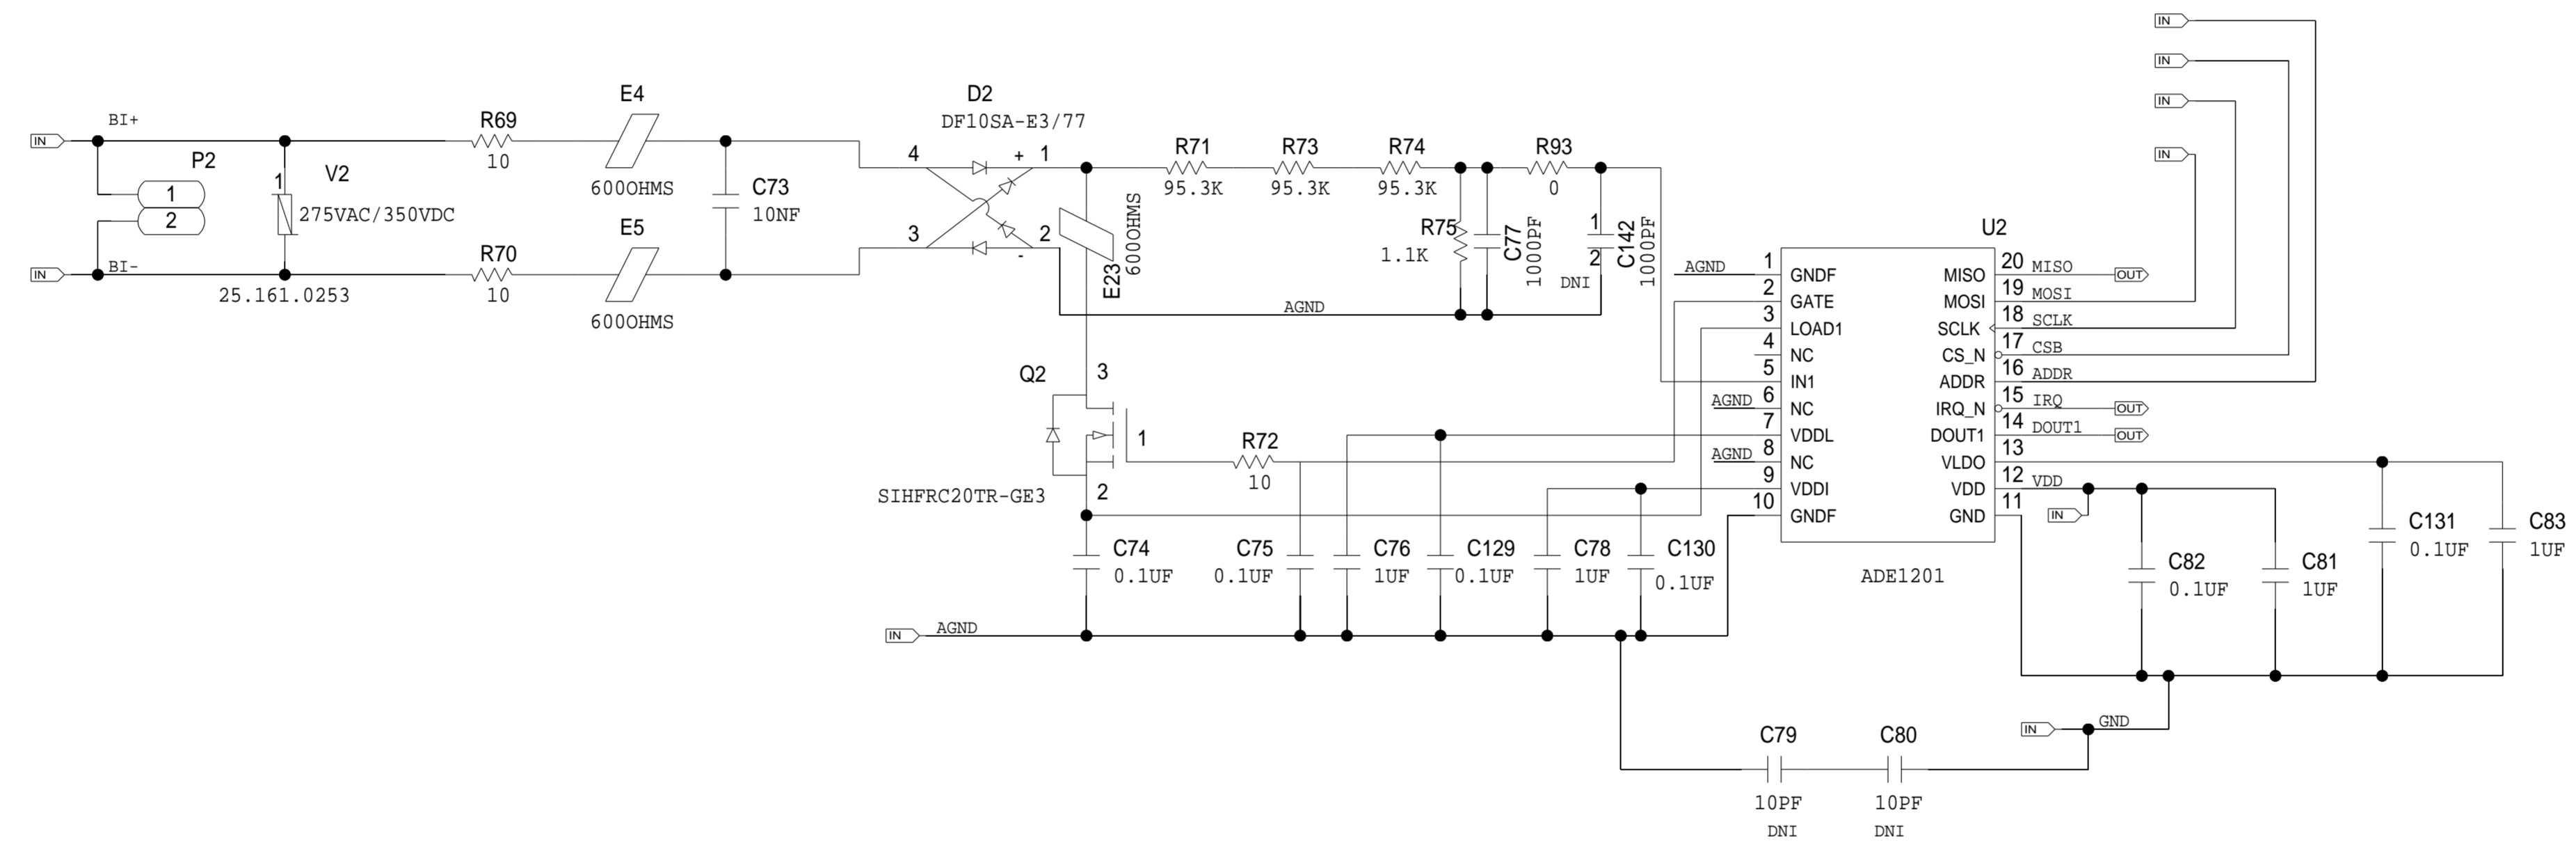 IN
IN
IN
IN
E4
D2
DF10SA-E3/77
BI+
R69
10
600OHMS
IN
P2
1
2
V2
1
275VAC/350VDC
C73
10NF
4
+
1
3
2
-
R71
95.3K
R73
95.3K
R74
95.3K
R93
0
E23
600OHMS
R75
1.1K
C77
1000PF
1
2
C142
1000PF
DNI
IN
BI-
25.161.0253
R70
10
E5
600OHMS
AGND
U2
AGND
1
GNDF
2
GATE
3
LOAD1
4
NC
5
IN1
AGND
6
NC
7
VDDL
AGND
8
NC
9
VDDI
10
GNDF
MISO
20
MISO
OUT
MOSI
19
MOSI
SCLK
18
SCLK
CS_N
17
CSB
ADDR
16
ADDR
IRQ_N
15
IRQ
OUT
DOUT1
14
DOUT1
OUT
VLDO
13
VDD
12
VDD
GND
11
IN
ADE1201
Q2
3
1
2
SIHFRC20TR-GE3
R72
10
C74
0.1UF
C75
0.1UF
C76
1UF
C129
0.1UF
C78
1UF
C130
0.1UF
C82
0.1UF
C81
1UF
C131
0.1UF
C83
1UF
IN
AGND
IN
GND
C79
10PF
DNI
C80
10PF
DNI